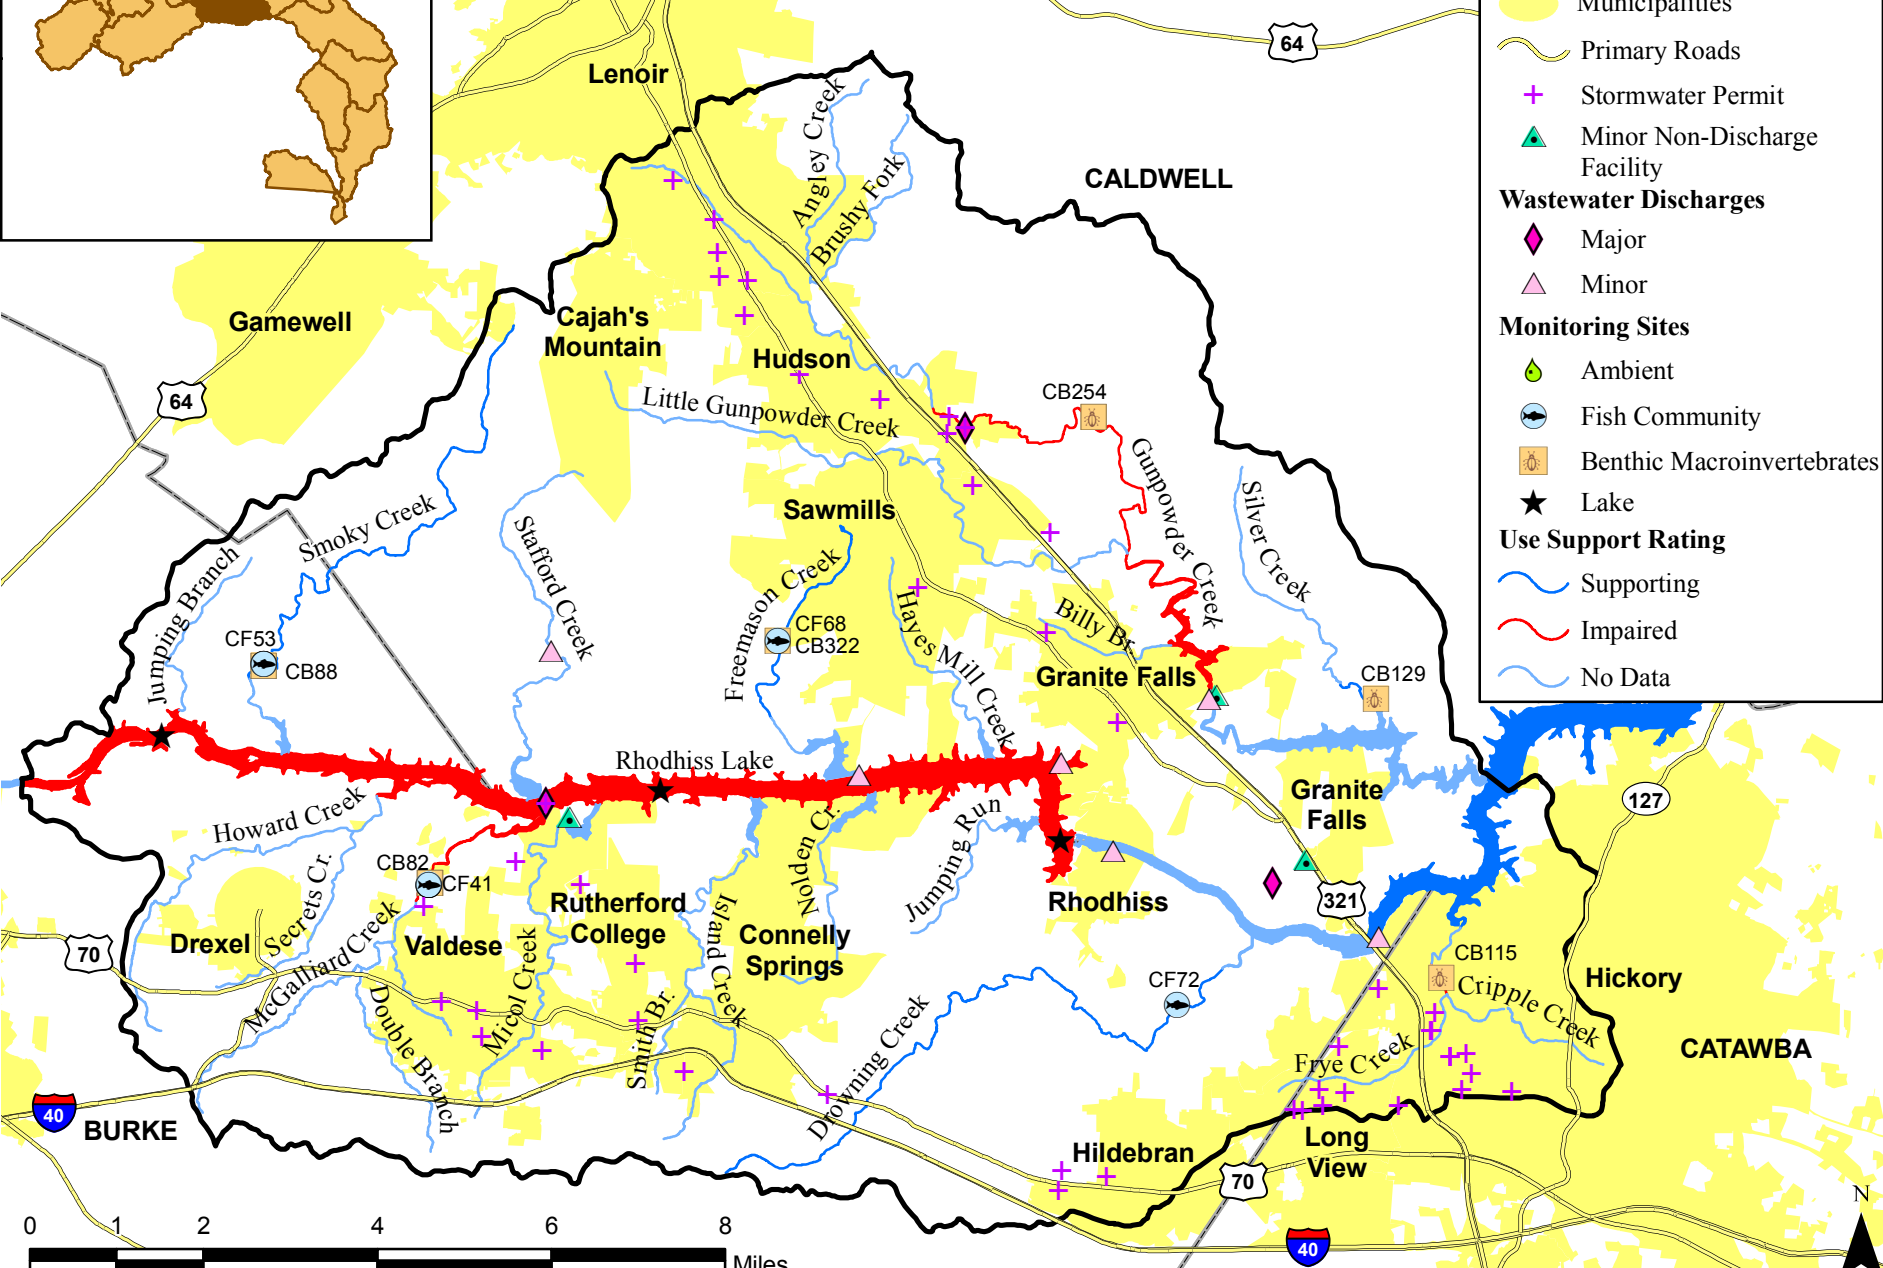 Municipalities
Primary Roads
Stormwater Permit
Minor Non-Discharge
Facility
Wastewater Discharges
Major
Minor
Monitoring Sites
Ambient
Fish Community
Benthic Macroinvertebrates
Lake
Use Support Rating
Supporting
Impaired
No Data
64
Lenoir
Angley Creek
Brushy Fork
CALDWELL
Gamewell
Cajah's
Mountain
Hudson
64
Little Gunpowder Creek
CB254
Gunpowder Creek
Silver Creek
Sawmills
Smoky Creek
Stafford Creek
Jumping Branch
Freemason Creek
Hayes Mill Creek
Billy Br.
CF53
CB88
CF68
CB322
Granite Falls
CB129
Rhodhiss Lake
Howard Creek
Secrets Cr.
Nolden Cr.
Jumping Run
Granite
Falls
127
CB82
CF41
Rutherford
College
Rhodhiss
321
Island Creek
Connelly
Springs
70
Drexel
Valdese
McGalliard Creek
Micol Creek
Double Branch
Smith Br.
Drowning Creek
CF72
CB115
Cripple Creek
Hickory
Frye Creek
CATAWBA
40
BURKE
Hildebran
Long
View
70
40
N
0 1 2 4 6 8
Miles